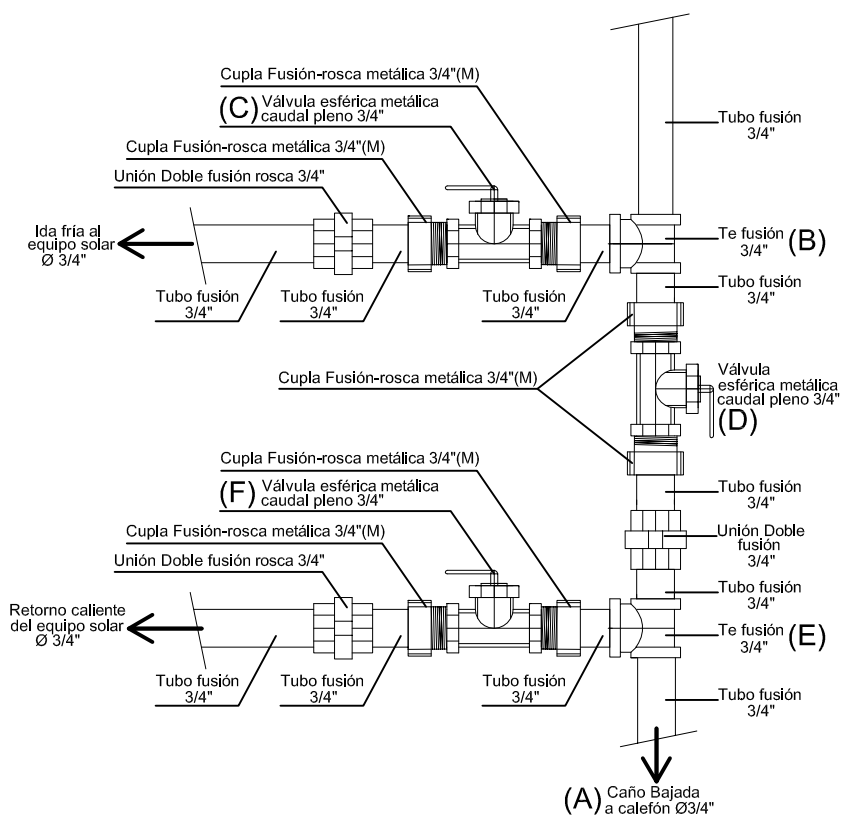 Cupla Fusión-rosca metálica 3/4"(M)
(C) Válvula esférica metálica
caudal pleno 3/4"
Cupla Fusión-rosca metálica 3/4"(M)
Unión Doble fusión rosca 3/4"
Tubo fusión
3/4"
Ida fría al
equipo solar
Ø 3/4"
Te fusión
3/4" (B)
Tubo fusión
3/4"
Tubo fusión
3/4"
Tubo fusión
3/4"
Tubo fusión
3/4"
Cupla Fusión-rosca metálica 3/4"(M)
Válvula
esférica metálica
caudal pleno 3/4"
(D)
Cupla Fusión-rosca metálica 3/4"(M)
(F) Válvula esférica metálica
caudal pleno 3/4"
Tubo fusión
3/4"
Cupla Fusión-rosca metálica 3/4"(M)
Unión Doble
fusión
3/4"
Unión Doble fusión rosca 3/4"
Tubo fusión
3/4"
Retorno caliente
del equipo solar
Ø 3/4"
Te fusión
3/4" (E)
Tubo fusión
3/4"
Tubo fusión
3/4"
Tubo fusión
3/4"
Tubo fusión
3/4"
(A) Caño Bajada
a calefón Ø3/4"